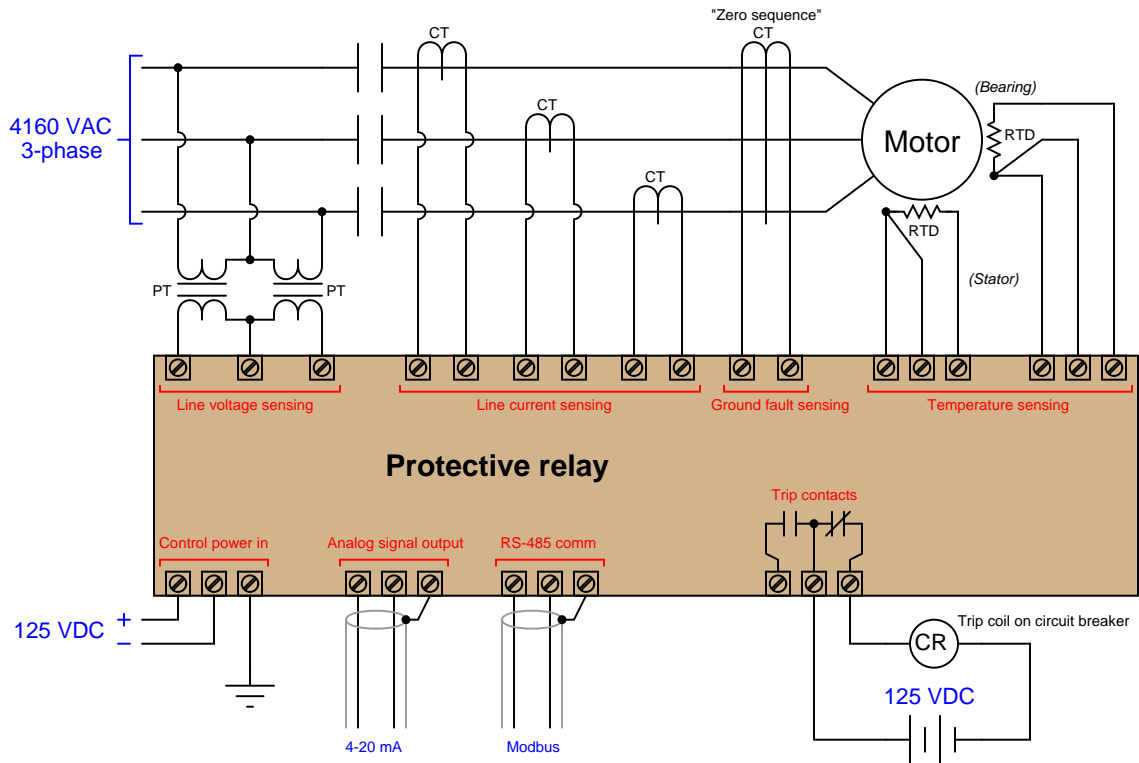 "Zero sequence"
CT
CT
CT
CT
4160 VAC
3-phase
Motor
(Bearing)
RTD
RTD
(Stator)
PT
PT
Line voltage sensing
Line current sensing
Ground fault sensing
Temperature sensing
Protective relay
Trip contacts
Control power in
Analog signal output
RS-485 comm
125 VDC
+
−
Trip coil on circuit breaker
CR
125 VDC
4-20 mA
Modbus